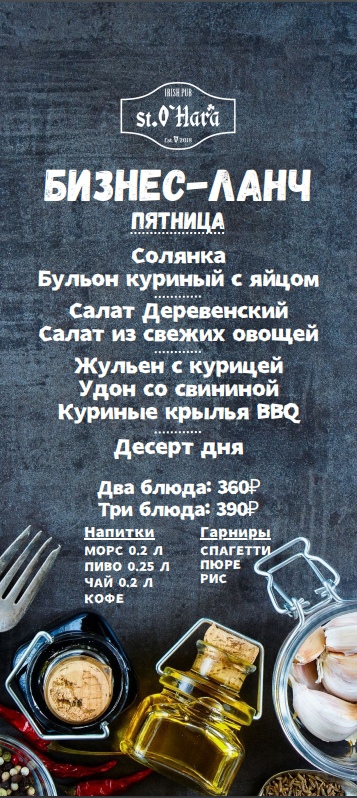 IRISH PUB
St.O'Hara
Est. 2018
БИЗНЕС-ЛАНЧ
ПЯТНИЦА
Солянка
Бульон куриный с яйцом
Салат Деревенский
Салат из свежих овощей
Жульен с курицей
Удон со свининой
Куриные крылья BBQ
Десерт дня
Два блюда: 360₽
Три блюда: 390₽
Напитки
МОРС 0.2 Л
ПИВО 0.25 Л
ЧАЙ 0.2 Л
КОФЕ
Гарниры
СПАГЕТТИ
ПЮРЕ
РИС